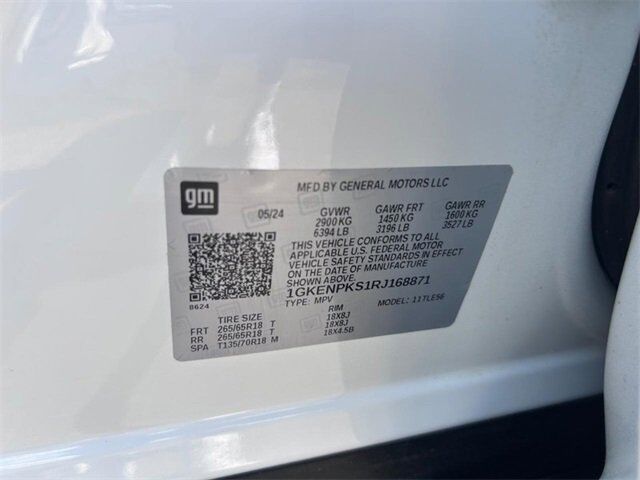 gm
MFD BY GENERAL MOTORS LLC
05/24 GVWR GAWR FRT GAWR RR
2900 KG 1450 KG 1600 KG
6394 LB 3196 LB 3527 LB
THIS VEHICLE CONFORMS TO ALL
APPLICABLE U.S. FEDERAL MOTOR
VEHICLE SAFETY STANDARDS IN EFFECT
ON THE DATE OF MANUFACTURE
SHOWN ABOVE.
1GKENPKS1RJ168871
8624 TYPE: MPV MODEL: 11TLE56
TIRE SIZE RIM
FRT 265/65R18 T 18X8J
RR 265/65R18 T 18X8J
SPA T135/70R18 M 18X4.5B